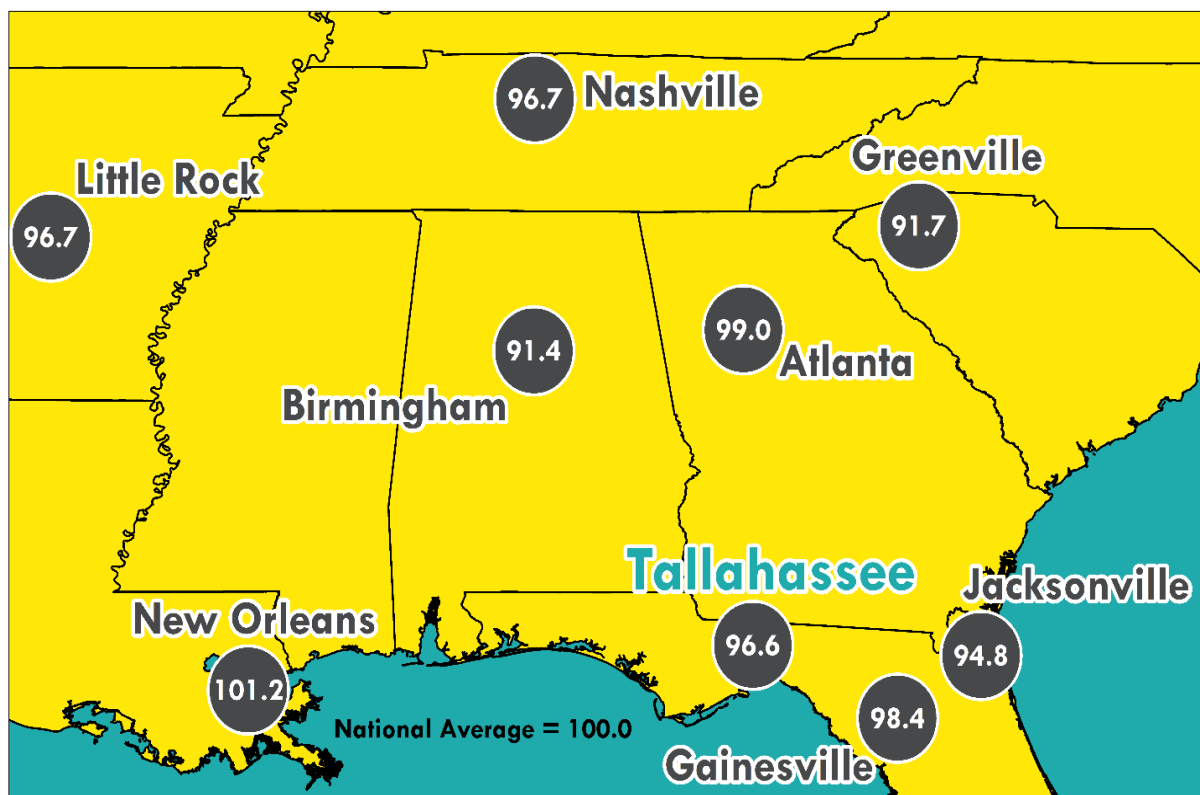 96.7 Nashville
Greenville
Little Rock
96.7
91.7
99.0
91.4
Atlanta
Birmingham
Tallahassee
Jacksonville
New Orleans
96.6
94.8
101.2
98.4
National Average = 100.0
Gainesville